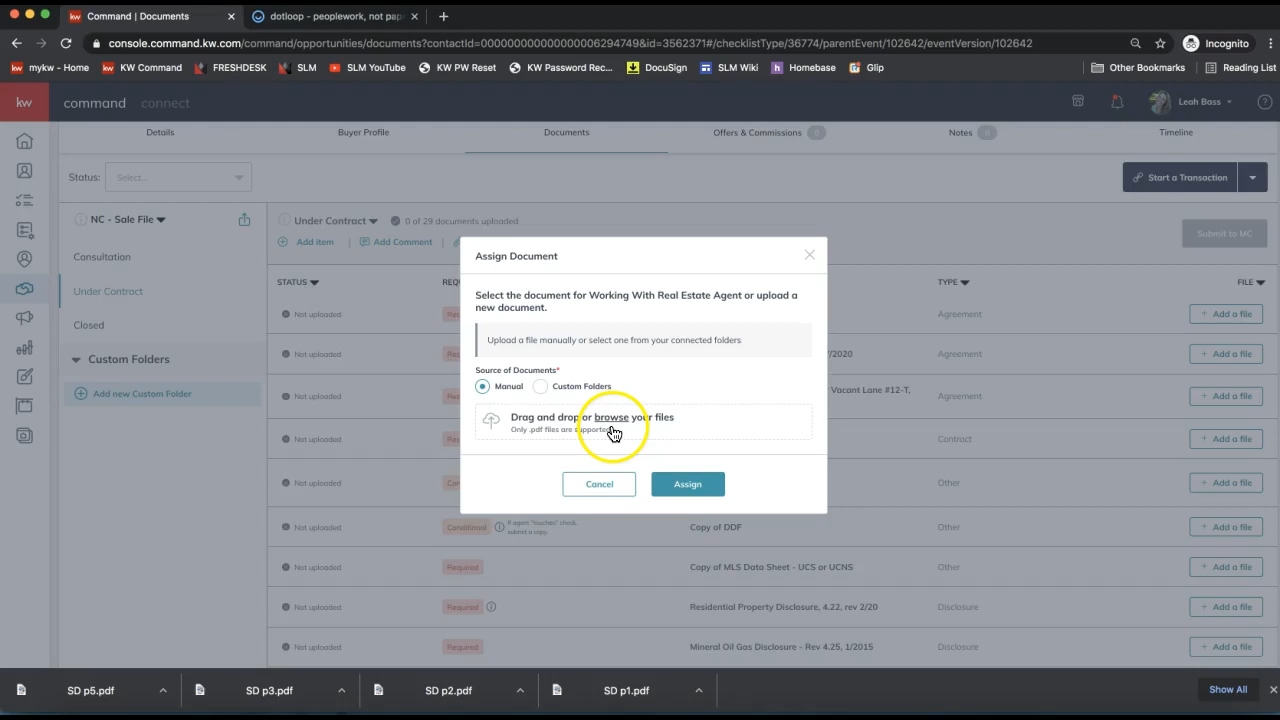 Command | Documents
dotloop - peoplework, not pap
console.command.kw.com/command/opportunities/documents?contactId=00000000000000006294749&id=3562371#/checklistType/36774/parentEvent/102642/eventVersion/102642
Incognito
kw mykw - Home
kw KW Command
FRESHDESK
SLM
SLM YouTube
KW PW Reset
KW Password Rec...
DocuSign
SLM Wiki
h Homebase
Glip
Other Bookmarks
Reading List
kw
command connect
Leah Bass
Details
Buyer Profile
Documents
Offers & Commissions 0
Notes 0
Timeline
Status: Select...
Start a Transaction
NC - Sale File
Under Contract
0 of 29 documents uploaded
Add item
Add Comment
Submit to MC
Consultation
Under Contract
Closed
Custom Folders
Add new Custom Folder
STATUS
REQ
TYPE
FILE
Not uploaded
Agreement
+ Add a file
Not uploaded
/2020
Agreement
+ Add a file
Not uploaded
Vacant Lane #12-T,
Agreement
+ Add a file
Not uploaded
Contract
+ Add a file
Not uploaded
Other
+ Add a file
Not uploaded
Conditional
If agent "touches" check,
submit a copy.
Copy of DDF
Other
+ Add a file
Not uploaded
Required
Copy of MLS Data Sheet - UCS or UCNS
Other
+ Add a file
Not uploaded
Required
Residential Property Disclosure, 4.22, rev 2/20
Disclosure
+ Add a file
Not uploaded
Required
Mineral Oil Gas Disclosure - Rev 4.25, 1/2015
Disclosure
+ Add a file
Assign Document
Select the document for Working With Real Estate Agent or upload a
new document.
Upload a file manually or select one from your connected folders
Source of Documents*
Manual
Custom Folders
Drag and drop or browse your files
Only .pdf files are supported
Cancel
Assign
SD p5.pdf
SD p3.pdf
SD p2.pdf
SD p1.pdf
Show All